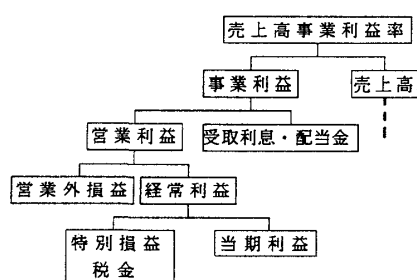 売上高事業利益率
事業利益
売上高
営業利益
受取利息・配当金
営業外損益
経常利益
特別損益
税金
当期利益